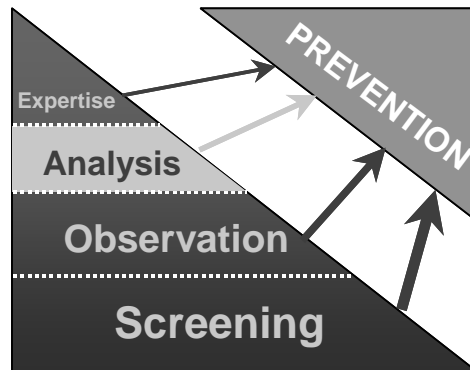 PREVENTION
Expertise
Analysis
Observation
Screening